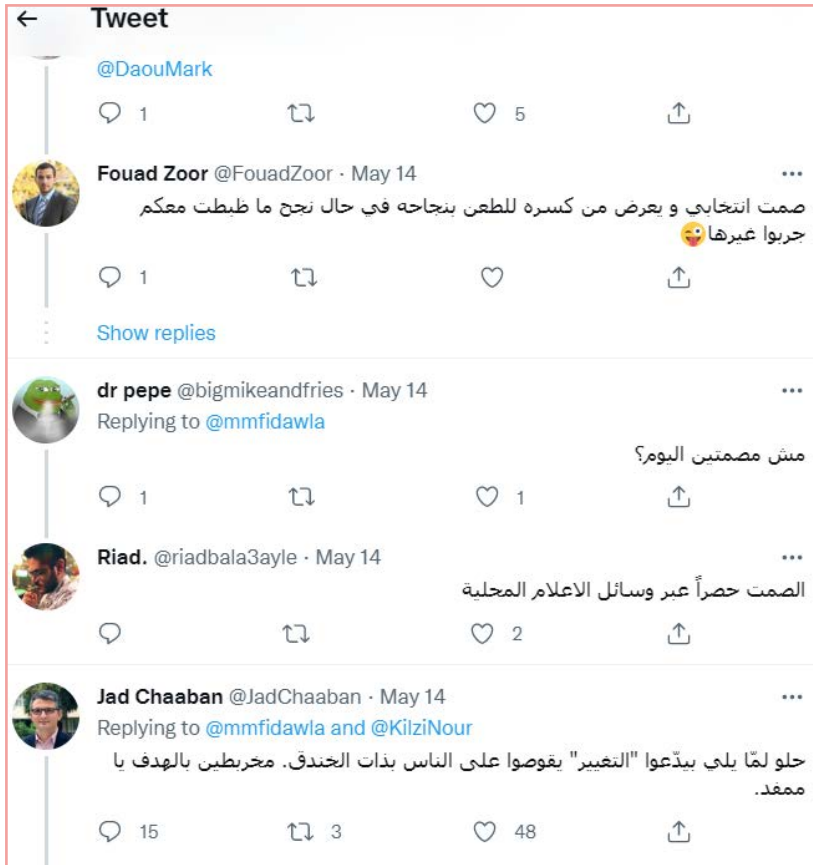 Tweet
@DaouMark
1 5
Fouad Zoor @FouadZoor · May 14
صمت انتخابي و يعرض من كسره للطعن بنجاحه في حال نجح ما ظبطت معكم
جربوا غيرها😜
1
Show replies
dr pepe @bigmikeandfries · May 14
Replying to @mmfidawla
مش مصمتين اليوم؟
1 1
Riad. @riadbala3ayle · May 14
الصمت حصراً عبر وسائل الاعلام المحلية
2
Jad Chaaban @JadChaaban · May 14
Replying to @mmfidawla and @KilziNour
حلو لمّا يلي بيدّعوا "التغيير" يقوصوا على الناس بذات الخندق. مخربطين بالهدف يا
ممفد.
15 3 48